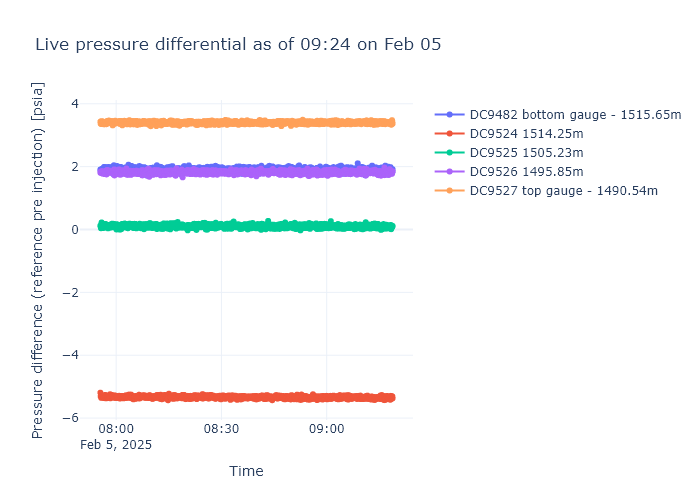 Live pressure differential as of 09:24 on Feb 05
Pressure difference (reference pre injection) [psia]
4
2
0
−2
−4
−6
08:00
Feb 5, 2025
08:30
09:00
Time
DC9482 bottom gauge - 1515.65m
DC9524 1514.25m
DC9525 1505.23m
DC9526 1495.85m
DC9527 top gauge - 1490.54m